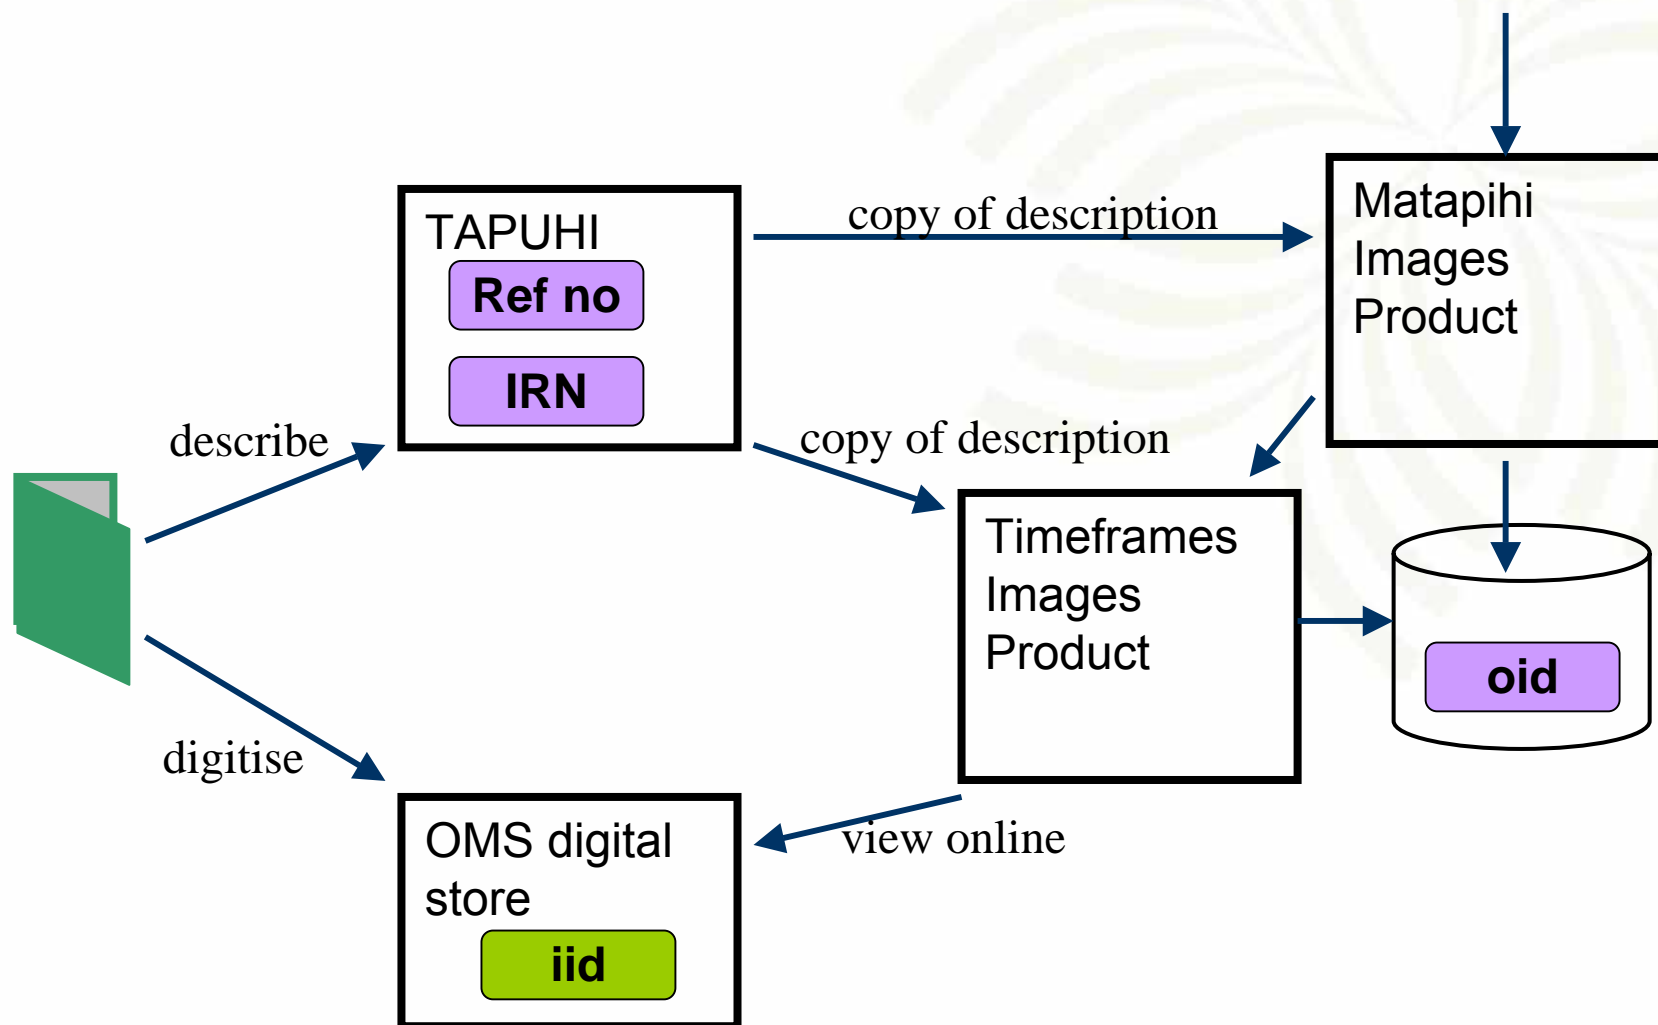 TAPUHI
Ref no
IRN
copy of description
Matapihi
Images
Product
describe
copy of description
Timeframes
Images
Product
oid
digitise
OMS digital
store
iid
view online